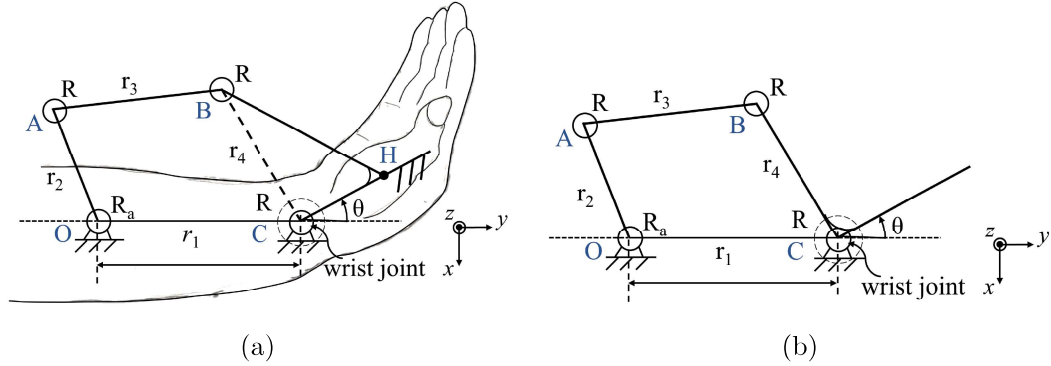 R
R
r₃
A
B
H
r₄
r₂
R
Rₐ
θ
O
C
r₁
z
y
x
wrist joint
(a)
R
R
r₃
A
B
r₄
r₂
R
Rₐ
θ
O
C
r₁
z
y
x
wrist joint
(b)